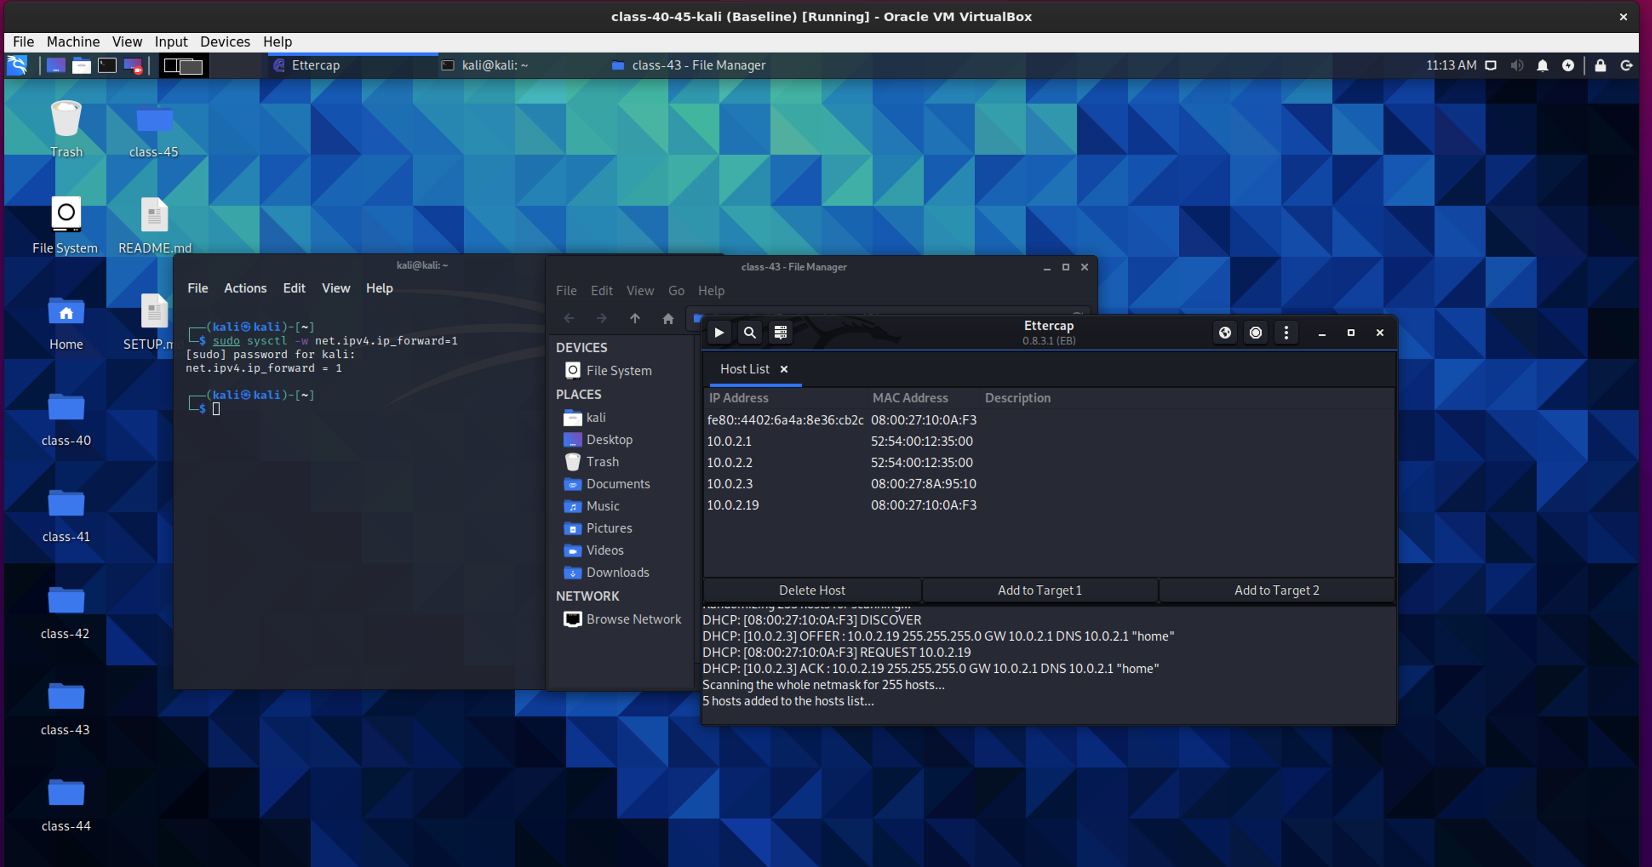 class-40-45-kali (Baseline) [Running] - Oracle VM VirtualBox
File Machine View Input Devices Help
Ettercap
kali@kali: ~
class-43 - File Manager
11:13 AM
Trash
class-45
File System
README.md
Home
SETUP.m
class-40
class-41
class-42
class-43
class-44
kali@kali: ~
File Actions Edit View Help
┌──(kali㉿kali)-[~]
└─$ sudo sysctl -w net.ipv4.ip_forward=1
[sudo] password for kali:
net.ipv4.ip_forward = 1
┌──(kali㉿kali)-[~]
└─$
class-43 - File Manager
File Edit View Go Help
DEVICES
File System
PLACES
kali
Desktop
Trash
Documents
Music
Pictures
Videos
Downloads
NETWORK
Browse Network
Ettercap
0.8.3.1 (EB)
Host List
IP Address MAC Address Description
fe80::4402:6a4a:8e36:cb2c 08:00:27:10:0A:F3
10.0.2.1 52:54:00:12:35:00
10.0.2.2 52:54:00:12:35:00
10.0.2.3 08:00:27:8A:95:10
10.0.2.19 08:00:27:10:0A:F3
Delete Host Add to Target 1 Add to Target 2
Randomizing 255 hosts for scanning...
DHCP: [08:00:27:10:0A:F3] DISCOVER
DHCP: [10.0.2.3] OFFER : 10.0.2.19 255.255.255.0 GW 10.0.2.1 DNS 10.0.2.1 "home"
DHCP: [08:00:27:10:0A:F3] REQUEST 10.0.2.19
DHCP: [10.0.2.3] ACK : 10.0.2.19 255.255.255.0 GW 10.0.2.1 DNS 10.0.2.1 "home"
Scanning the whole netmask for 255 hosts...
5 hosts added to the hosts list...